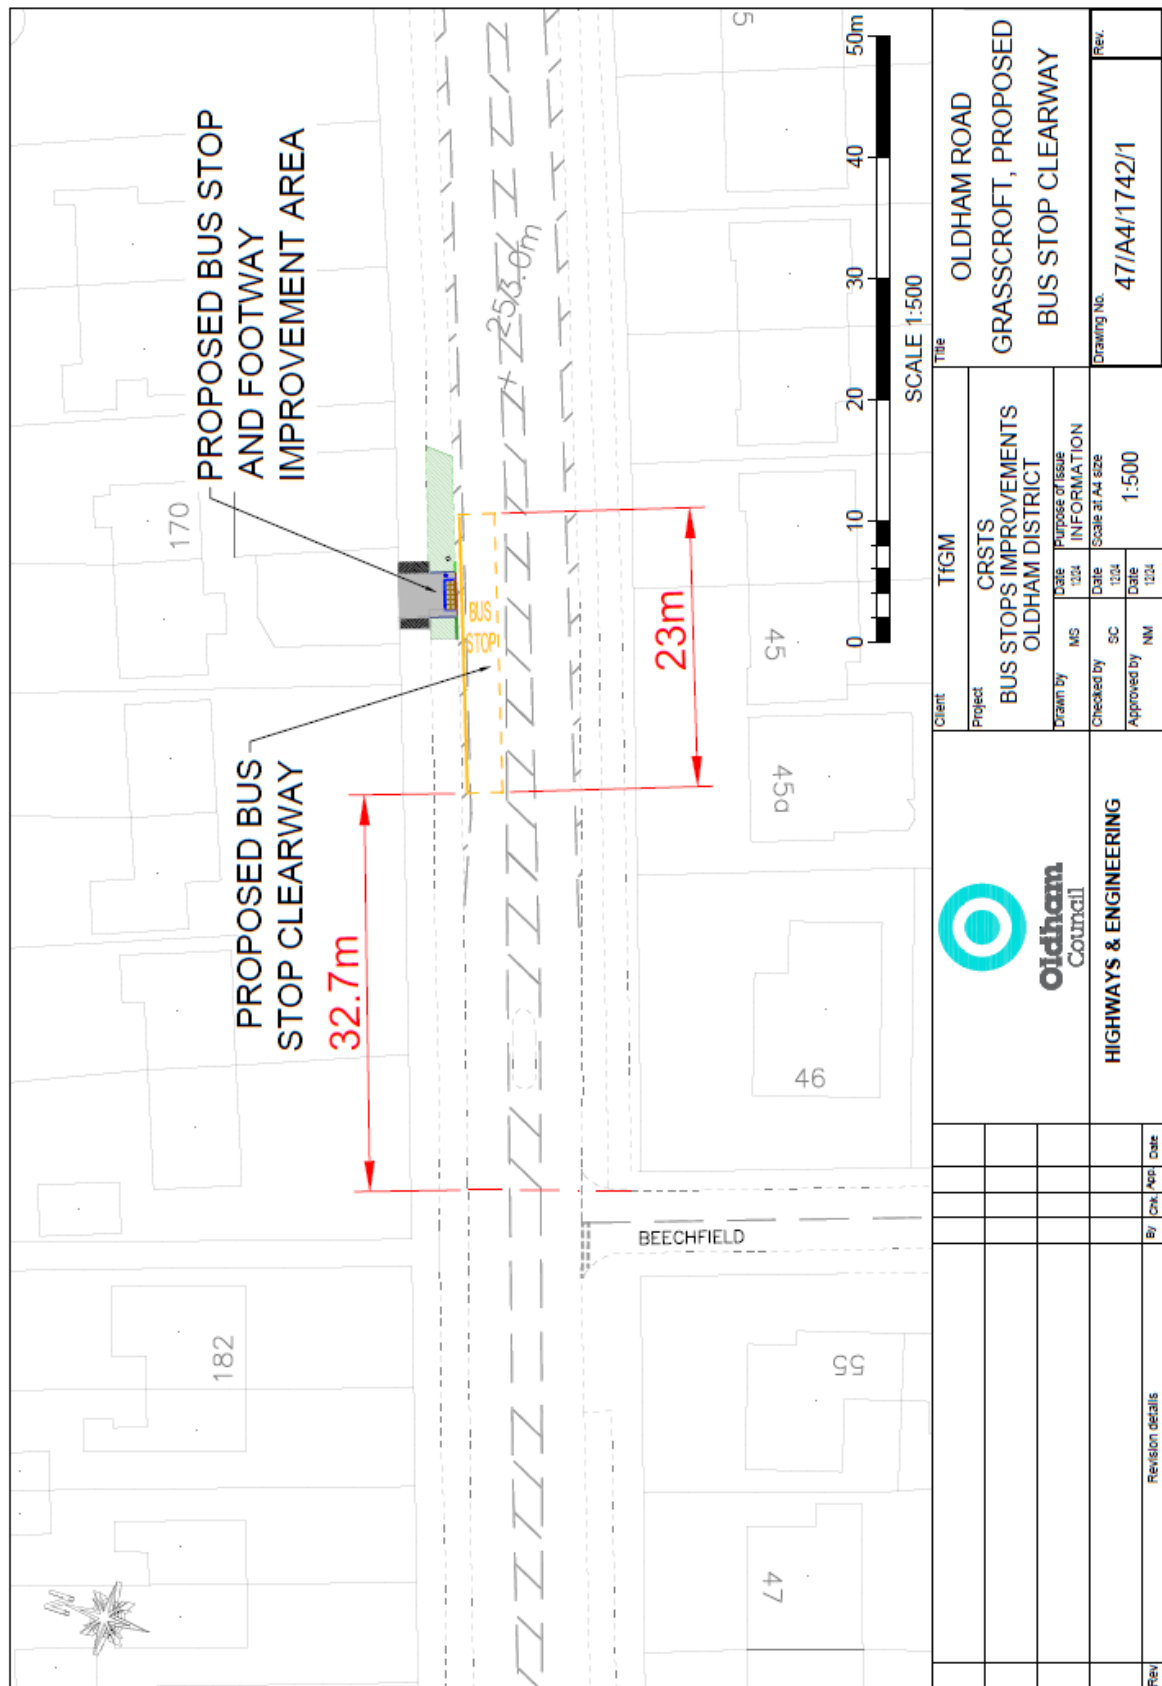 PROPOSED BUS STOP
AND FOOTWAY
IMPROVEMENT AREA
PROPOSED BUS
STOP CLEARWAY
32.7m
23m
BUS
STOP
253.0m
170
182
45
45a
46
47
55
5
BEECHFIELD
N
0
10
20
30
40
50m
SCALE 1:500
Rev
Revision details
By
Chk.
App.
Date
Oldham
Council
HIGHWAYS & ENGINEERING
Client
TfGM
Project
CRSTS
BUS STOPS IMPROVEMENTS
OLDHAM DISTRICT
Drawn by
MS
Date
12/24
Purpose of Issue
INFORMATION
Checked by
SC
Date
12/24
Scale at A4 size
1:500
Approved by
NM
Date
12/24
Title
OLDHAM ROAD
GRASSCROFT, PROPOSED
BUS STOP CLEARWAY
Drawing No.
47/A4/1742/1
Rev.